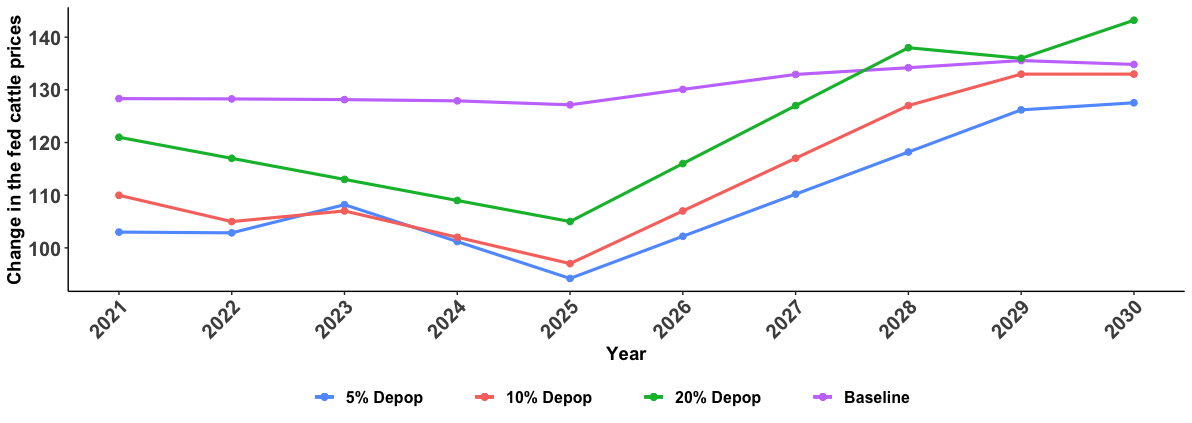 Change in the fed cattle prices
140
130
120
110
100
2021 2022 2023 2024 2025 2026 2027 2028 2029 2030
Year
5% Depop 10% Depop 20% Depop Baseline